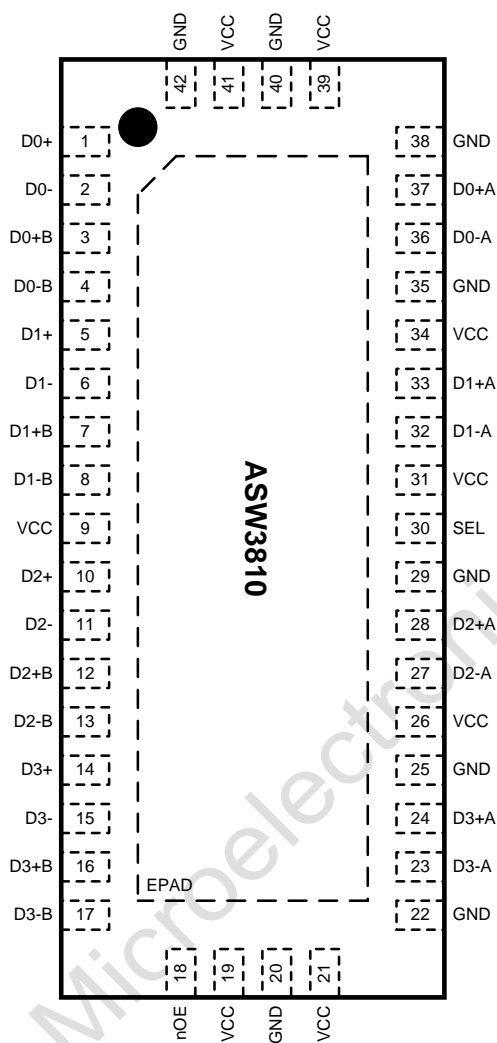 GND VCC GND VCC
42 41 40 39
D0+ 1 38 GND
D0- 2 37 D0+A
D0+B 3 36 D0-A
D0-B 4 35 GND
D1+ 5 34 VCC
D1- 6 33 D1+A
D1+B 7 32 D1-A
D1-B 8 31 VCC
VCC 9 30 SEL
D2+ 10 29 GND
D2- 11 28 D2+A
D2+B 12 27 D2-A
D2-B 13 26 VCC
D3+ 14 25 GND
D3- 15 24 D3+A
D3+B 16 23 D3-A
D3-B 17 22 GND
ASW3810
EPAD
18 19 20 21
nOE VCC GND VCC